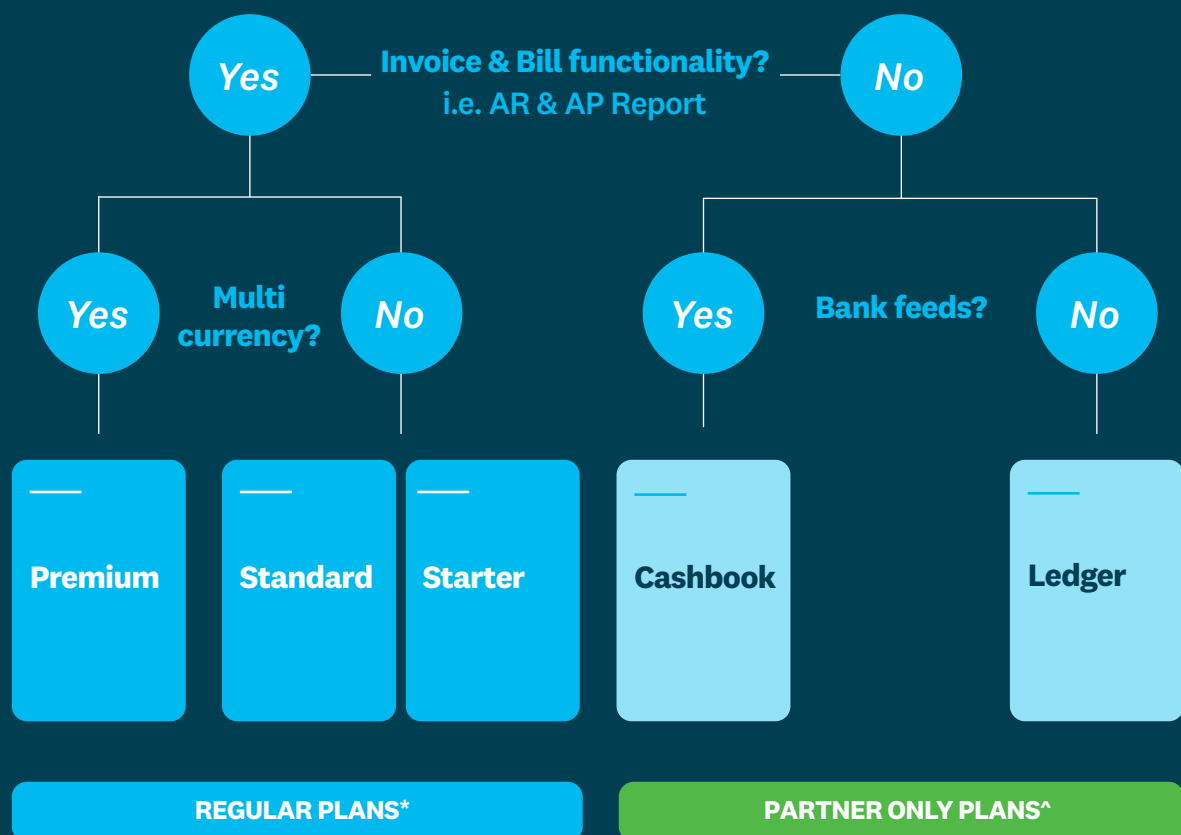 Yes
Invoice & Bill functionality?
i.e. AR & AP Report
No
Yes
Multi
currency?
No
Yes
Bank feeds?
No
Premium
Standard
Starter
Cashbook
Ledger
REGULAR PLANS*
PARTNER ONLY PLANS^